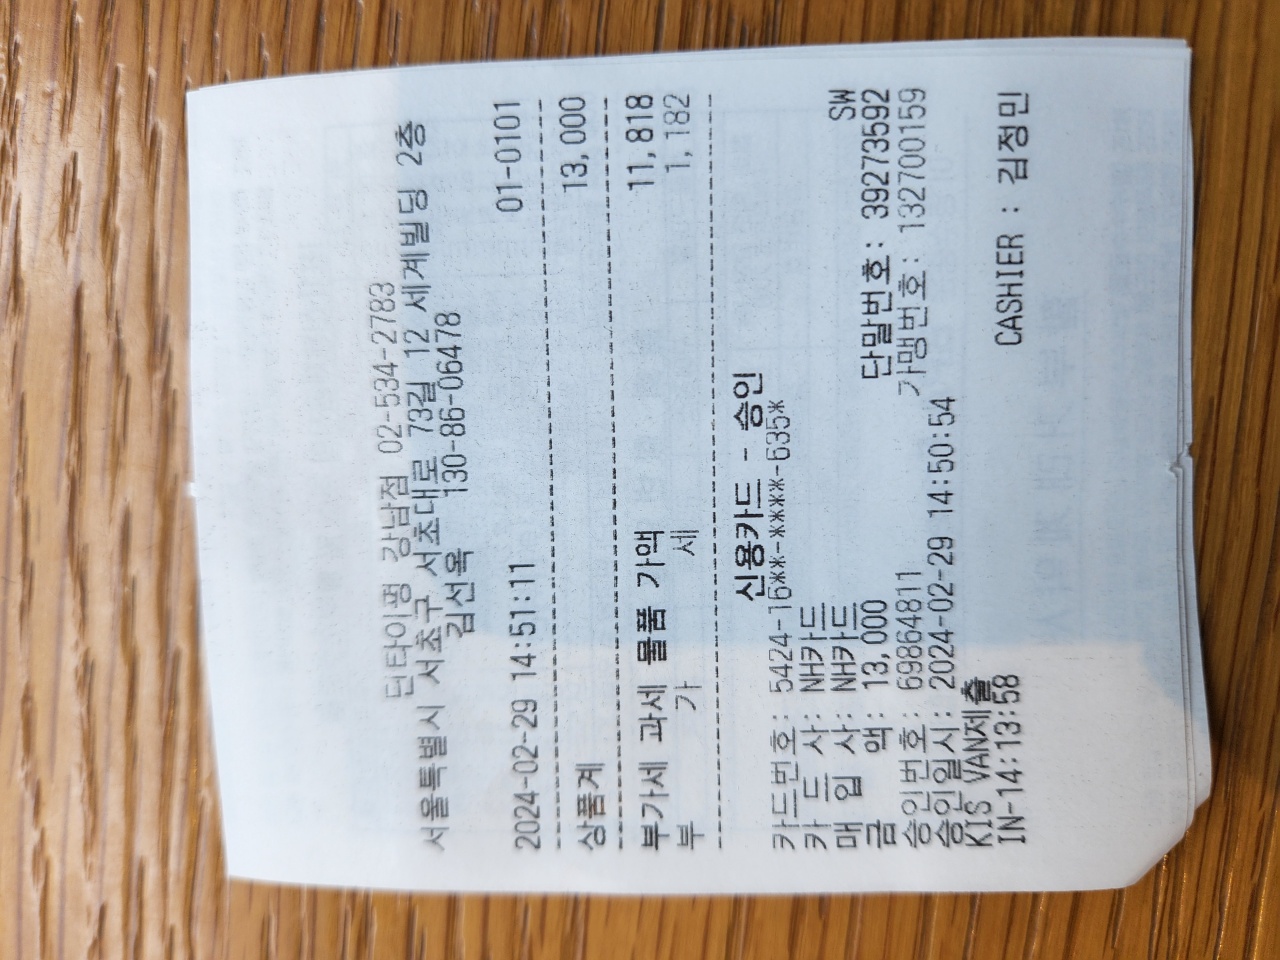 딘타이펑 강남점 02-534-2783
서울특별시 서초구 서초대로 73길 12 세계빌딩 2층
김선옥 130-86-06478
2024-02-29 14:51:11 01-0101
상품계 13,000
부가세 과세 물품 가액 11,818
부 가 세 1,182
신용카드 - 승인
카드번호: 5424-16**-****-635*
카 드 사: NH카드 SW
매 입 사: NH카드 단말번호: 39273592
금 액: 13,000 가맹번호: 132700159
승인번호: 69864811
승인일시: 2024-02-29 14:50:54
KIS VAN제출
IN-14:13:58 CASHIER : 김정민